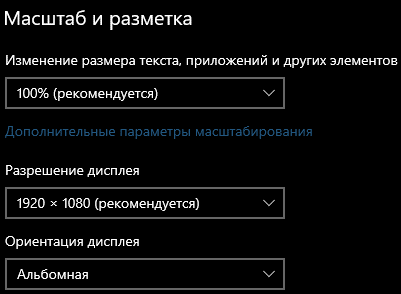 Масштаб и разметка
Изменение размера текста, приложений и других элементов
100% (рекомендуется)
Дополнительные параметры масштабирования
Разрешение дисплея
1920 × 1080 (рекомендуется)
Ориентация дисплея
Альбомная